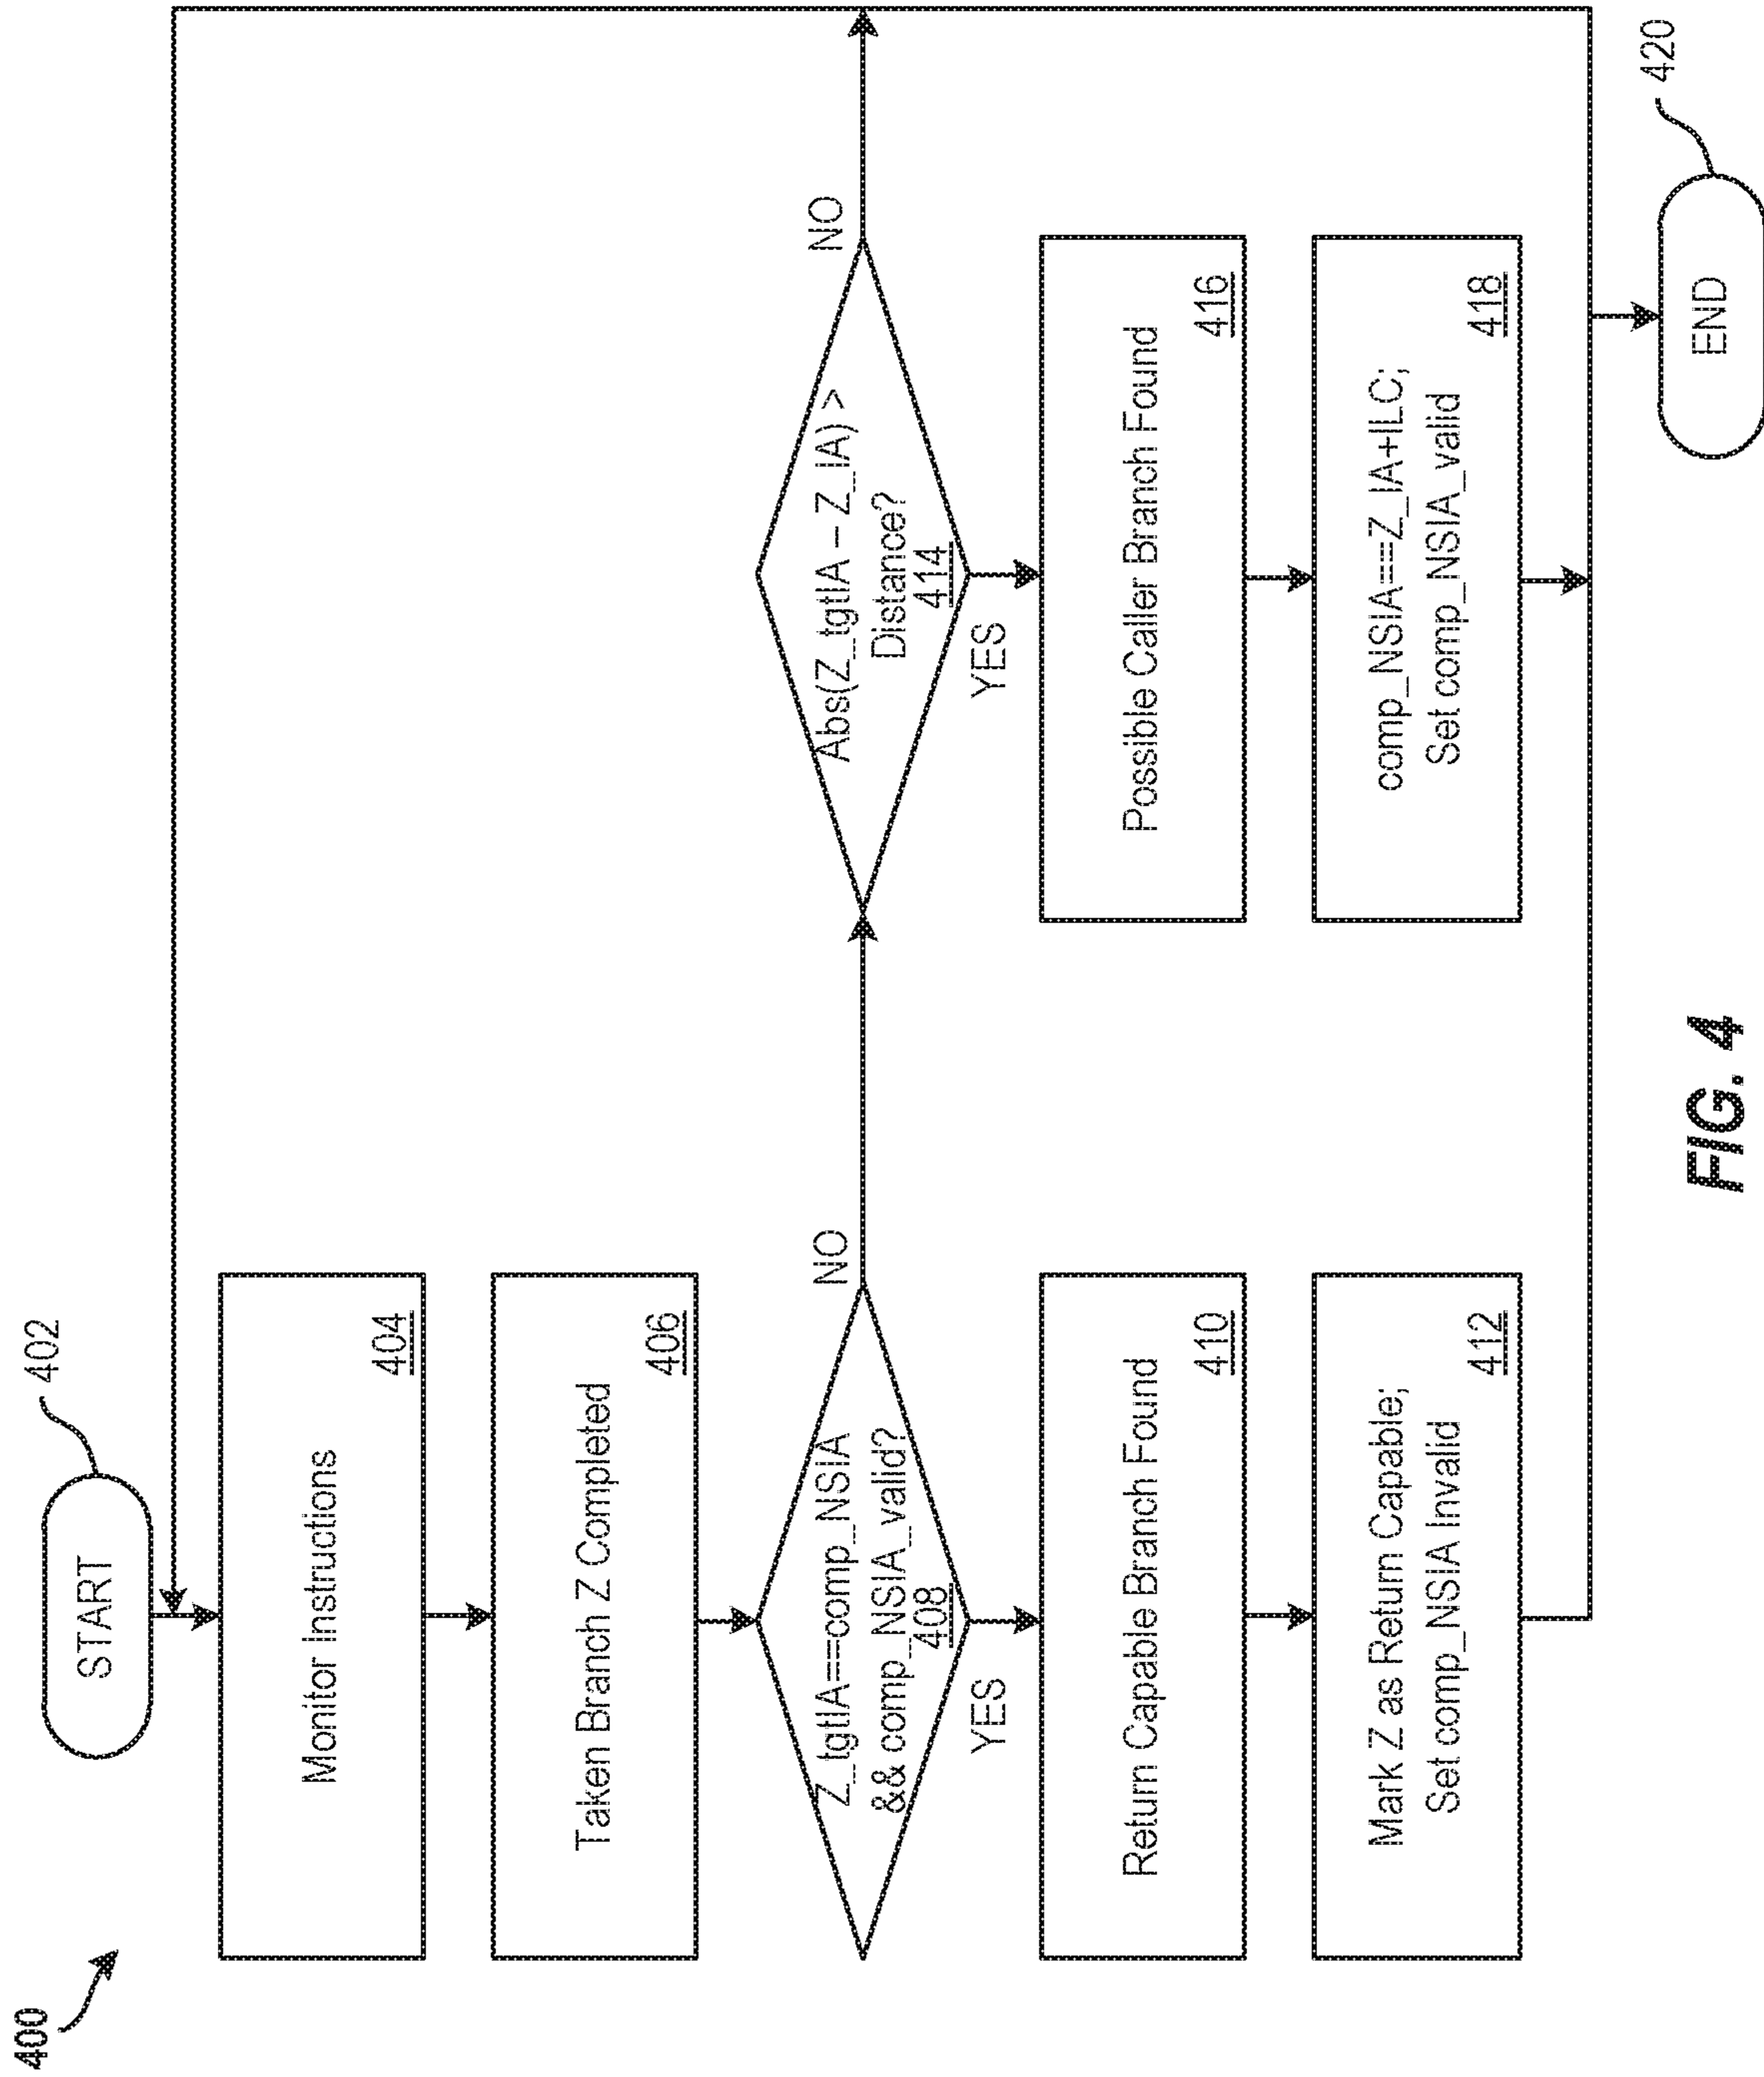 400
START
402
Monitor Instructions
404
Taken Branch Z Completed
406
Z_tgtIA==comp_NSIA
&& comp_NSIA_valid?
408
NO
YES
Return Capable Branch Found
410
Mark Z as Return Capable;
Set comp_NSIA Invalid
412
Abs(Z_tgtIA – Z_IA) >
Distance?
414
NO
YES
Possible Caller Branch Found
416
comp_NSIA==Z_IA+ILC;
Set comp_NSIA_valid
418
END
420
FIG. 4